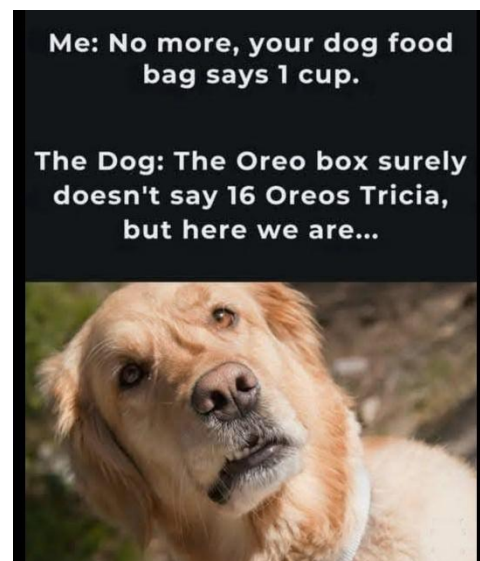 Me: No more, your dog food
bag says 1 cup.
The Dog: The Oreo box surely
doesn't say 16 Oreos Tricia,
but here we are...